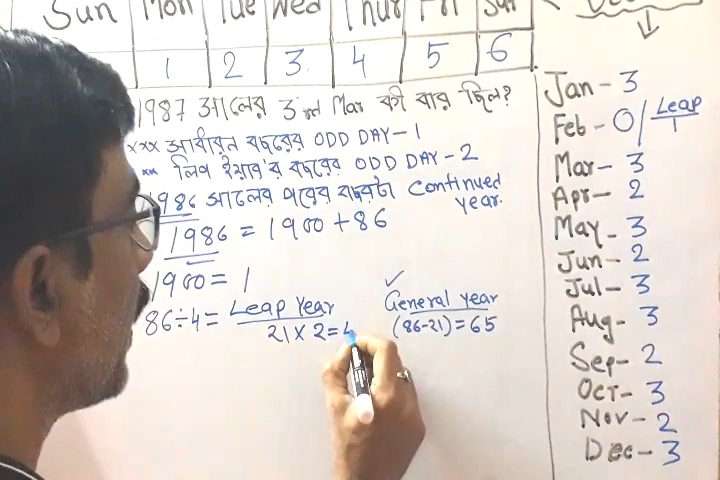 Sun Mon Tue Wed Thur Fri Sun
1 2 3 4 5 6
1987 সালের 3rd Mar কী বার ছিল?
xxx সাধারন বছরের ODD DAY-1
xx লিপ ইয়ার'র বছরের ODD DAY-2
1986 সালের পরের বছরটা Continued year.
1986 = 1900+86
1900= 1
86÷4= Leap Year
21×2=4
✓
General year
(86-21)=65
Jan-3
Feb-0/Leap 1
Mar-3
Apr-2
May-3
Jun-2
Jul-3
Aug-3
Sep-2
Oct-3
Nov-2
Dec-3